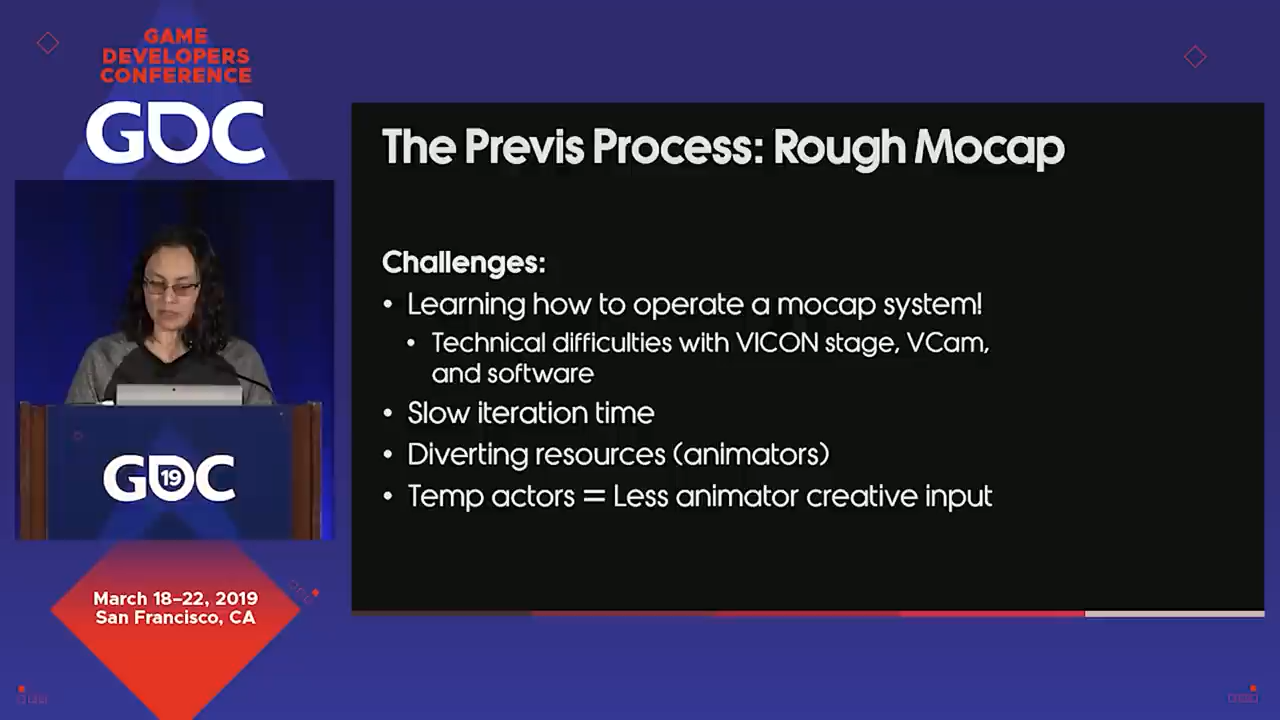 GAME
DEVELOPERS
CONFERENCE
GDC
The Previs Process: Rough Mocap
Challenges:
• Learning how to operate a mocap system!
• Technical difficulties with VICON stage, VCam,
and software
• Slow iteration time
• Diverting resources (animators)
• Temp actors = Less animator creative input
GDC
19
March 18–22, 2019
San Francisco, CA